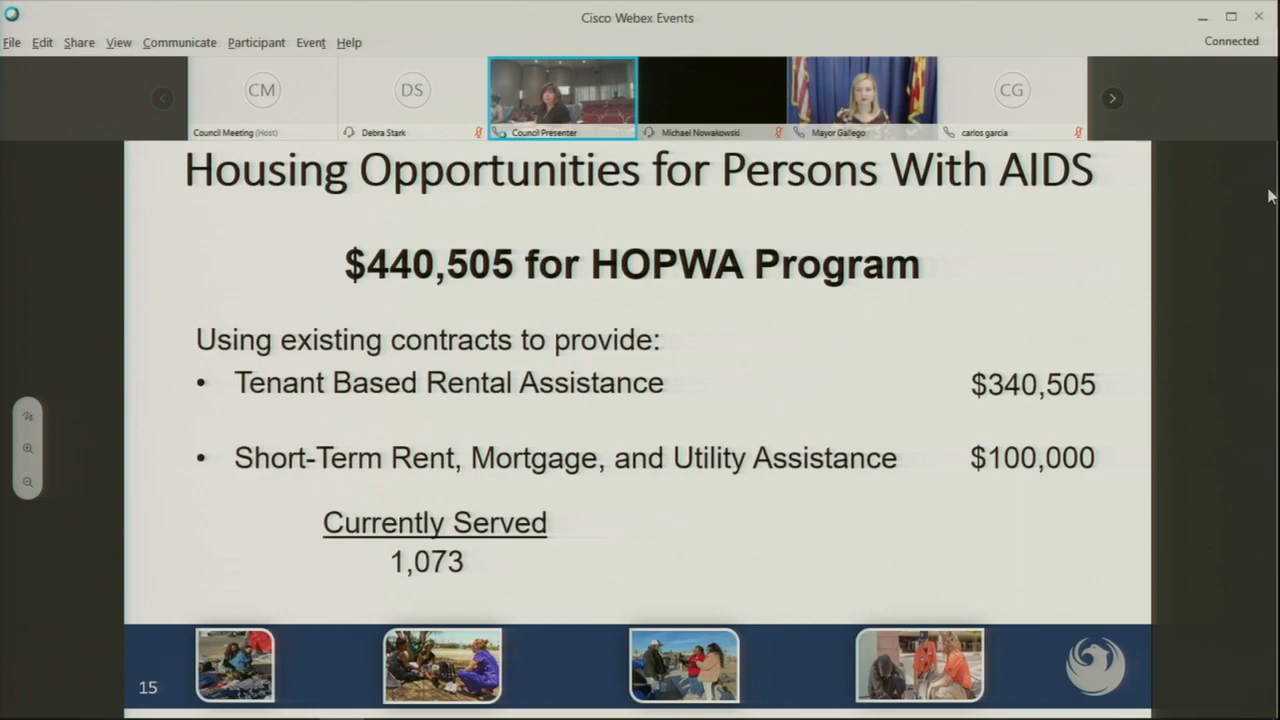 Cisco Webex Events
File Edit Share View Communicate Participant Event Help
Connected
CM
DS
CG
Council Meeting (Host)
Debra Stark
Council Presenter
Michael Nowakowski
Mayor Gallego
carlos garcia
Housing Opportunities for Persons With AIDS
$440,505 for HOPWA Program
Using existing contracts to provide:
• Tenant Based Rental Assistance $340,505
• Short-Term Rent, Mortgage, and Utility Assistance $100,000
Currently Served
1,073
15